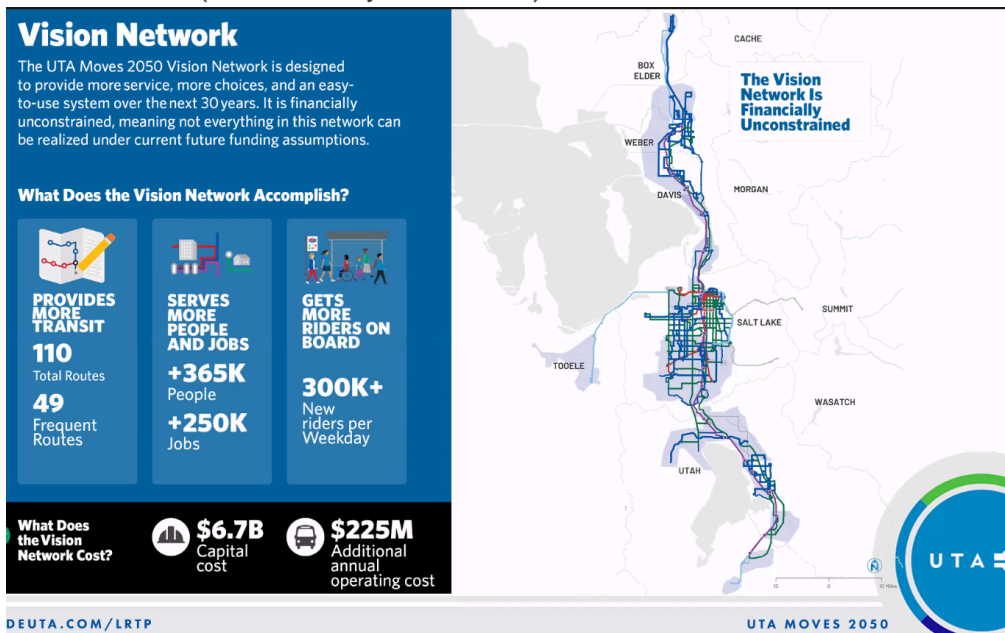 Vision Network
The UTA Moves 2050 Vision Network is designed
to provide more service, more choices, and an easy-
to-use system over the next 30 years. It is financially
unconstrained, meaning not everything in this network can
be realized under current future funding assumptions.
What Does the Vision Network Accomplish?
PROVIDES
MORE
TRANSIT
110
Total Routes
49
Frequent
Routes
SERVES
MORE
PEOPLE
AND JOBS
+365K
People
+250K
Jobs
GETS
MORE
RIDERS ON
BOARD
300K+
New
riders per
Weekday
What Does
the Vision
Network Cost?
$6.7B
Capital
cost
$225M
Additional
annual
operating cost
The Vision
Network Is
Financially
Unconstrained
CACHE
BOX
ELDER
WEBER
DAVIS
MORGAN
SALT LAKE
SUMMIT
TOOELE
WASATCH
UTAH
N
10 0 10 Miles
UTA
DEUTA.COM/LRTP
UTA MOVES 2050